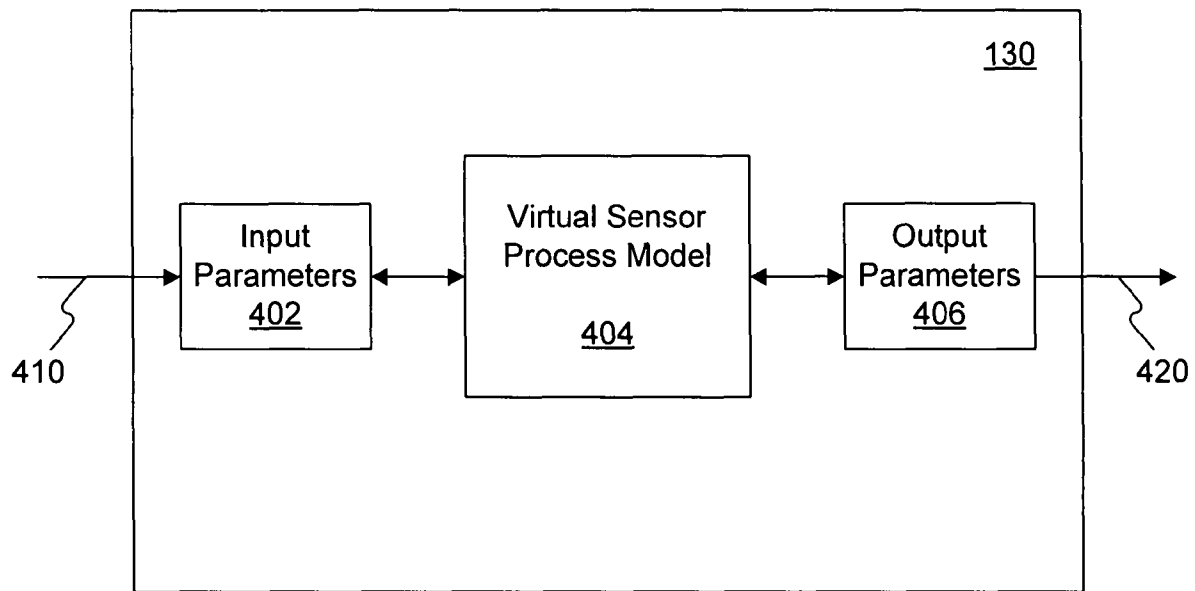 130
Input
Parameters
402
Virtual Sensor
Process Model
404
Output
Parameters
406
410
420